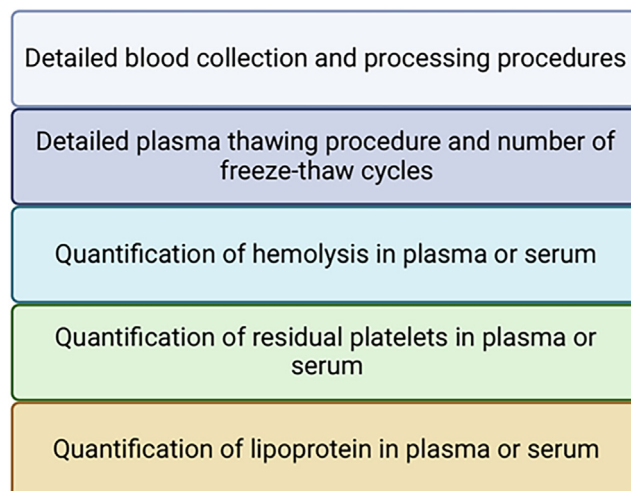 Detailed blood collection and processing procedures
Detailed plasma thawing procedure and number of
freeze-thaw cycles
Quantification of hemolysis in plasma or serum
Quantification of residual platelets in plasma or
serum
Quantification of lipoprotein in plasma or serum